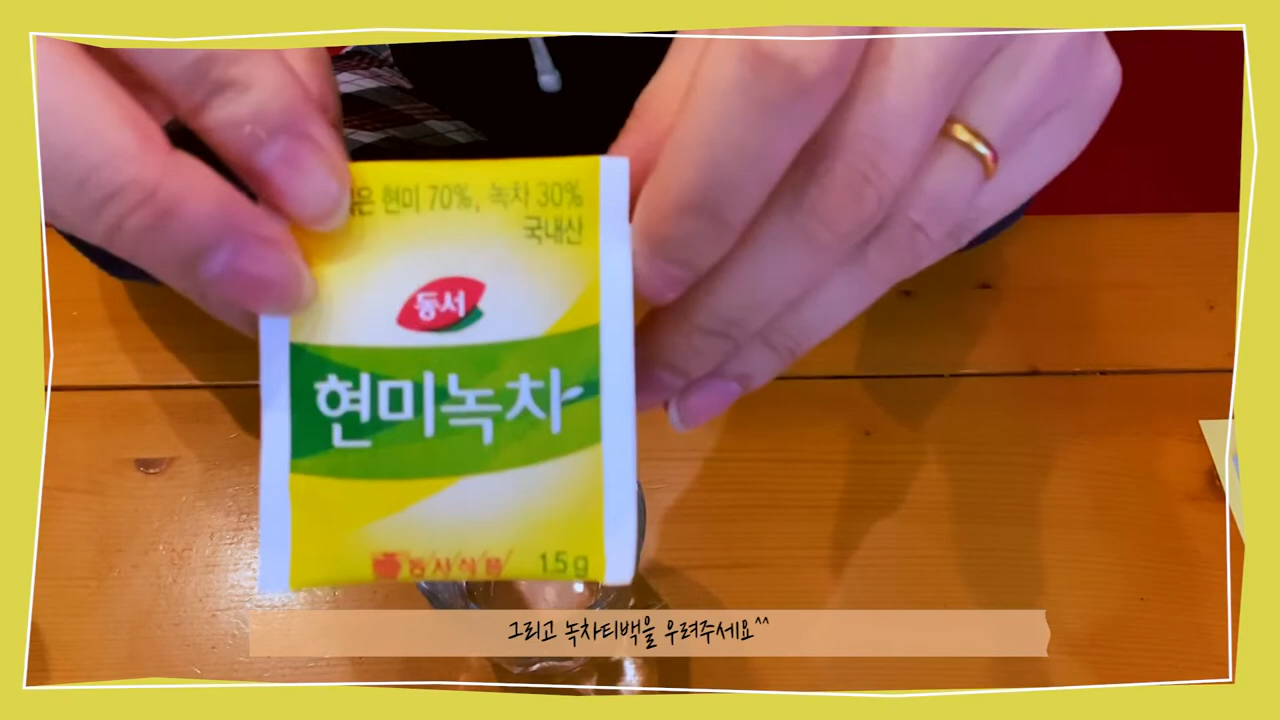 현미 70%, 녹차 30%
국내산
동서
현미녹차
동서식품 1.5g
그리고 녹차티백을 우려주세요^^